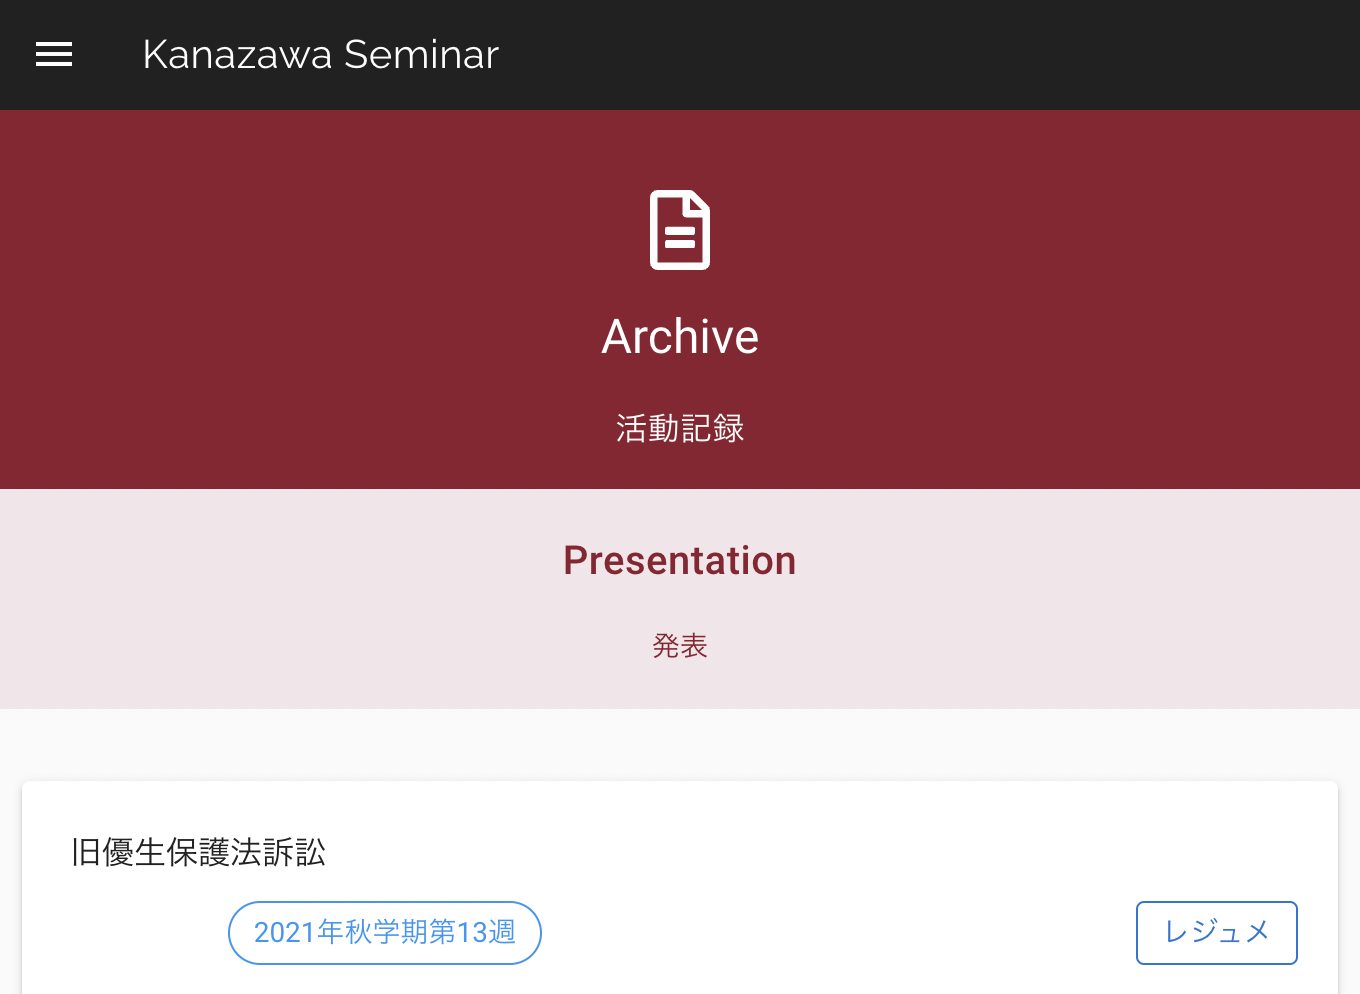 Kanazawa Seminar
Archive
活動記録
Presentation
発表
旧優生保護法訴訟
2021年秋学期第13週
レジュメ